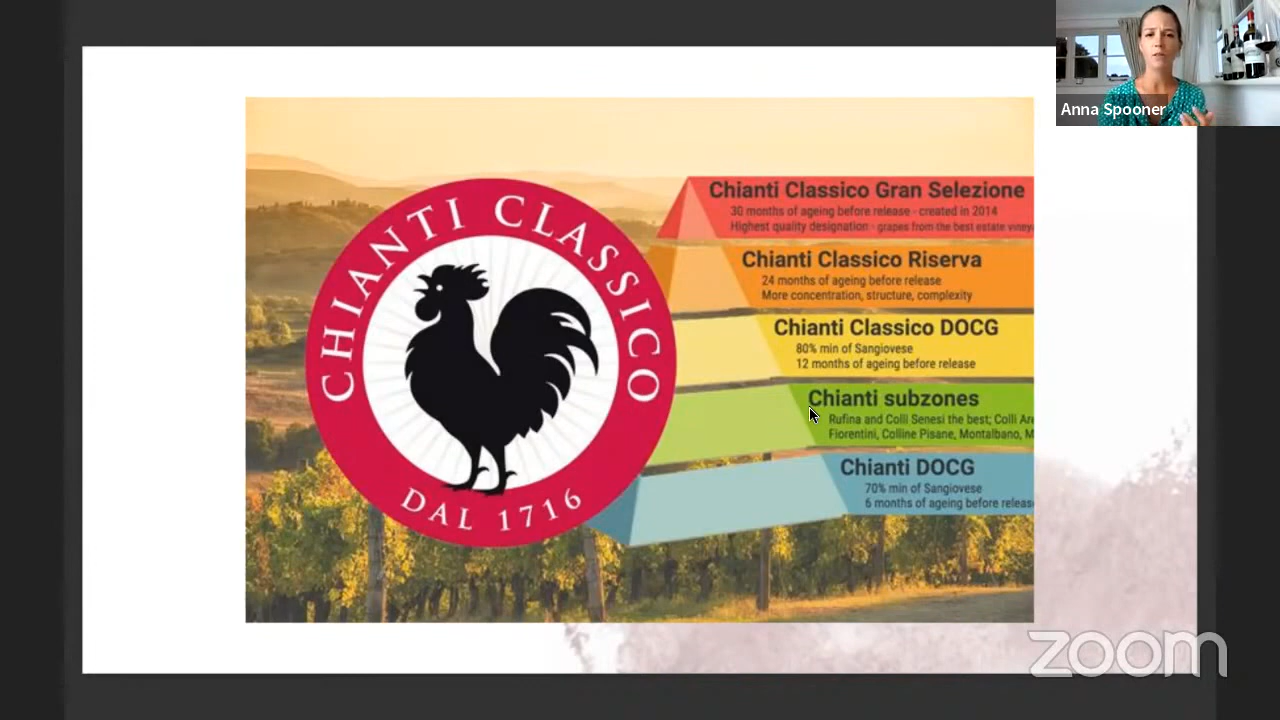 Anna Spooner
CHIANTI CLASSICO
DAL 1716
Chianti Classico Gran Selezione
30 months of ageing before release - created in 2014
Highest quality designation - grapes from the best estate
Chianti Classico Riserva
24 months of ageing before release
More concentration, structure, complexity
Chianti Classico DOCG
80% min of Sangiovese
12 months of ageing before release
Chianti subzones
Rufina and Colli Senesi the best; Colli
Fiorentini, Colline Pisane, Montalbano,
Chianti DOCG
70% min of Sangiovese
6 months of ageing before
zoom